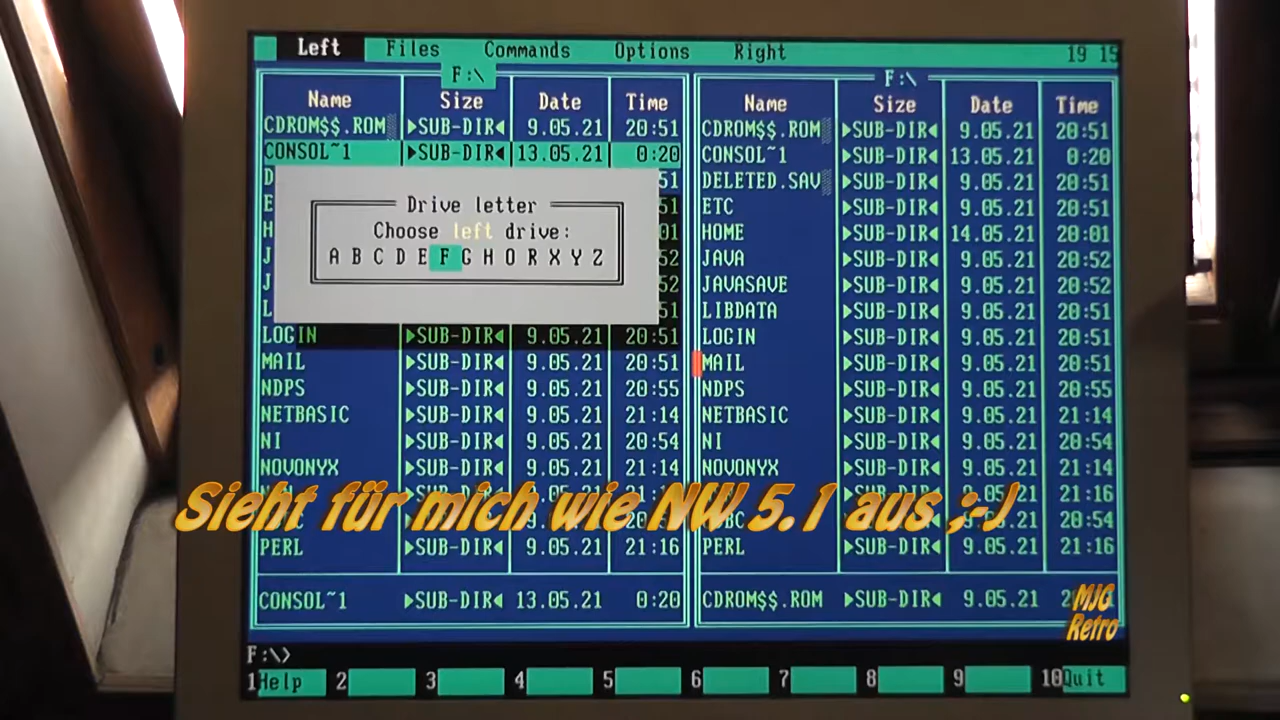 Left Files Commands Options Right 19 15
F:\ F:\
Name Size Date Time Name Size Date Time
CDROM$$.ROM ►SUB-DIR◄ 9.05.21 20:51 CDROM$$.ROM ►SUB-DIR◄ 9.05.21 20:51
CONSOL~1 ►SUB-DIR◄ 13.05.21 0:20 CONSOL~1 ►SUB-DIR◄ 13.05.21 0:20
D 51 DELETED.SAV ►SUB-DIR◄ 9.05.21 20:51
E 51 ETC ►SUB-DIR◄ 9.05.21 20:51
H 01 HOME ►SUB-DIR◄ 14.05.21 20:01
J 52 JAVA ►SUB-DIR◄ 9.05.21 20:52
J 52 JAVASAVE ►SUB-DIR◄ 9.05.21 20:52
L 51 LIBDATA ►SUB-DIR◄ 9.05.21 20:51
Drive letter
Choose left drive:
A B C D E F G H O R X Y Z
LOGIN ►SUB-DIR◄ 9.05.21 20:51 LOGIN ►SUB-DIR◄ 9.05.21 20:51
MAIL ►SUB-DIR◄ 9.05.21 20:51 MAIL ►SUB-DIR◄ 9.05.21 20:51
NDPS ►SUB-DIR◄ 9.05.21 20:55 NDPS ►SUB-DIR◄ 9.05.21 20:55
NETBASIC ►SUB-DIR◄ 9.05.21 21:14 NETBASIC ►SUB-DIR◄ 9.05.21 21:14
NI ►SUB-DIR◄ 9.05.21 20:54 NI ►SUB-DIR◄ 9.05.21 20:54
NOVONYX ►SUB-DIR◄ 9.05.21 21:14 NOVONYX ►SUB-DIR◄ 9.05.21 21:14
Sieht für mich wie NW 5.1 aus ;-)
21:16
20:54
PERL ►SUB-DIR◄ 9.05.21 21:16 PERL ►SUB-DIR◄ 9.05.21 21:16
CONSOL~1 ►SUB-DIR◄ 13.05.21 0:20 CDROM$$.ROM ►SUB-DIR◄ 9.05.21
MJG
Retro
F:\>
1Help 2 3 4 5 6 7 8 9 10Quit